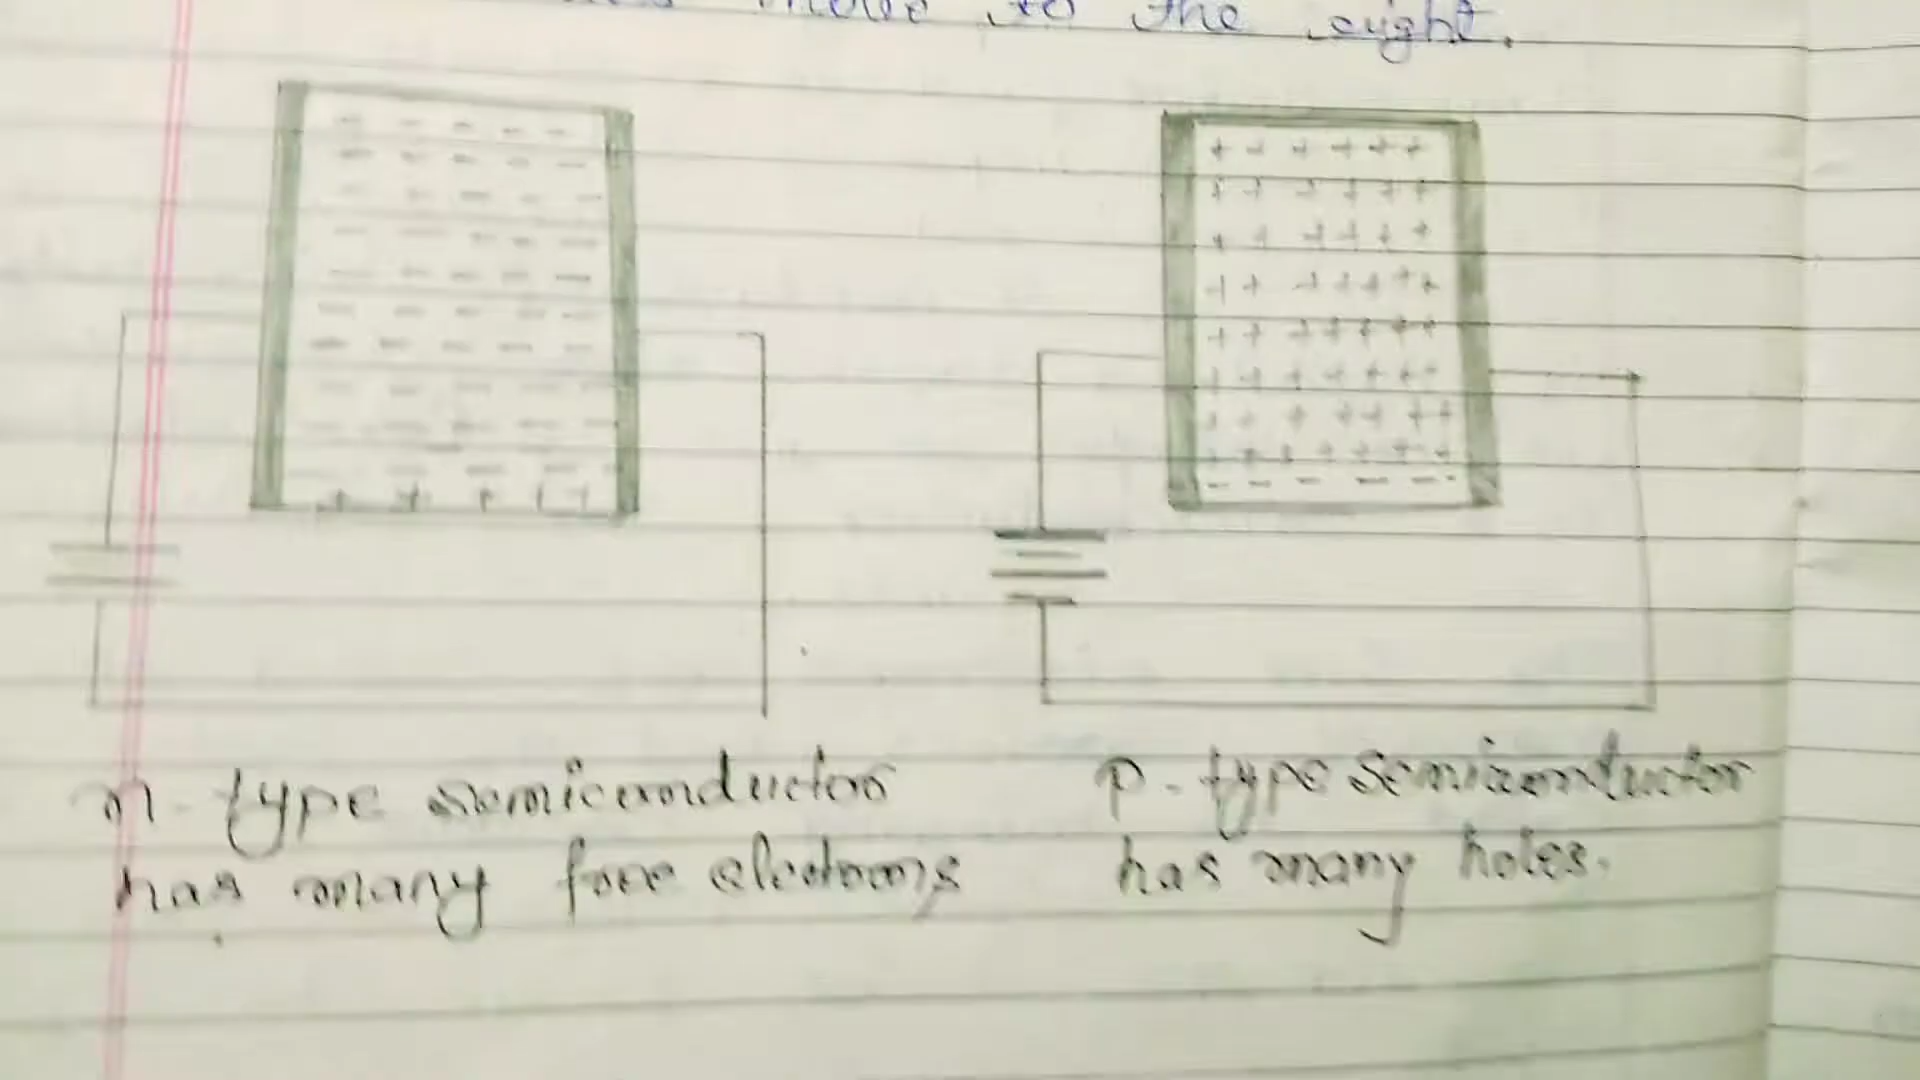 move to the right.
n-type semiconductor
p-type semiconductor
has many free electrons
has many holes.